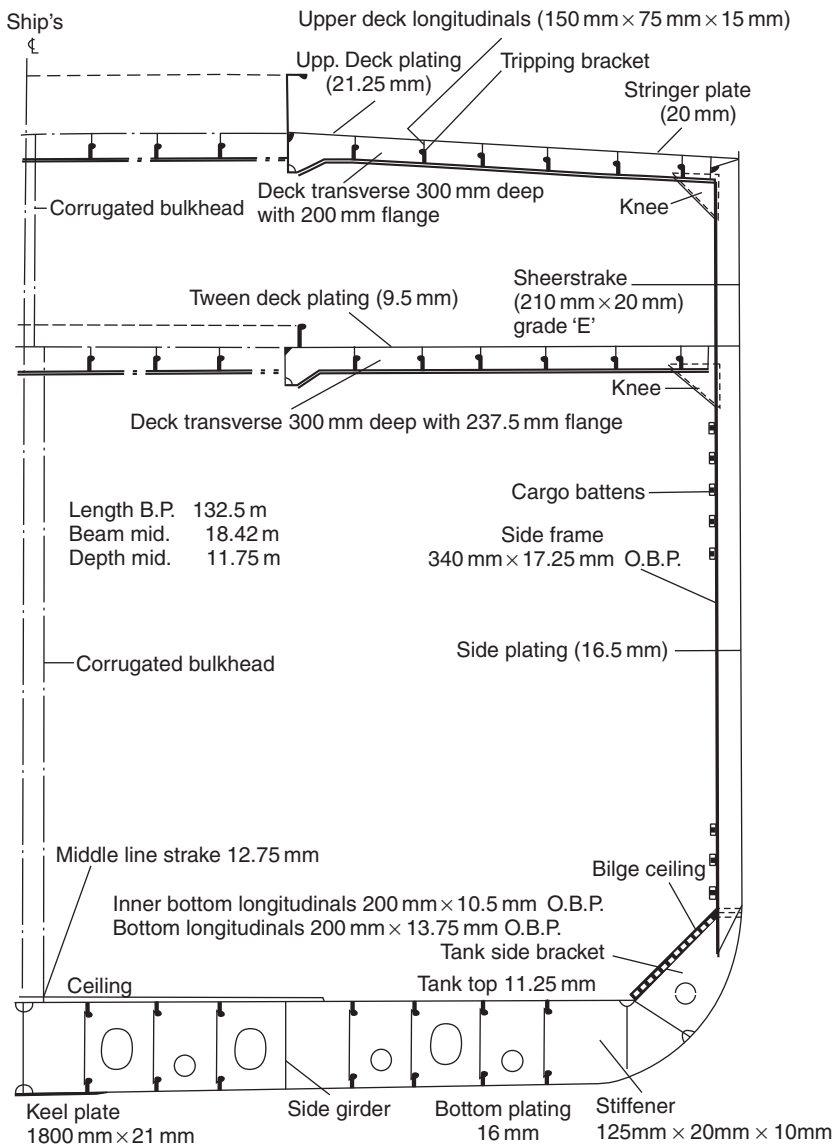 Ship's
℄
Upper deck longitudinals (150 mm × 75 mm × 15 mm)
Upp. Deck plating
(21.25 mm)
Tripping bracket
Stringer plate
(20 mm)
Corrugated bulkhead
Deck transverse 300 mm deep
with 200 mm flange
Knee
Tween deck plating (9.5 mm)
Sheerstrake
(210 mm × 20 mm)
grade 'E'
Knee
Deck transverse 300 mm deep with 237.5 mm flange
Length B.P. 132.5 m
Beam mid. 18.42 m
Depth mid. 11.75 m
Cargo battens
Side frame
340 mm × 17.25 mm O.B.P.
Corrugated bulkhead
Side plating (16.5 mm)
Middle line strake 12.75 mm
Bilge ceiling
Inner bottom longitudinals 200 mm × 10.5 mm O.B.P.
Bottom longitudinals 200 mm × 13.75 mm O.B.P.
Tank side bracket
Ceiling
Tank top 11.25 mm
Keel plate
1800 mm × 21 mm
Side girder
Bottom plating
16 mm
Stiffener
125mm × 20mm × 10mm